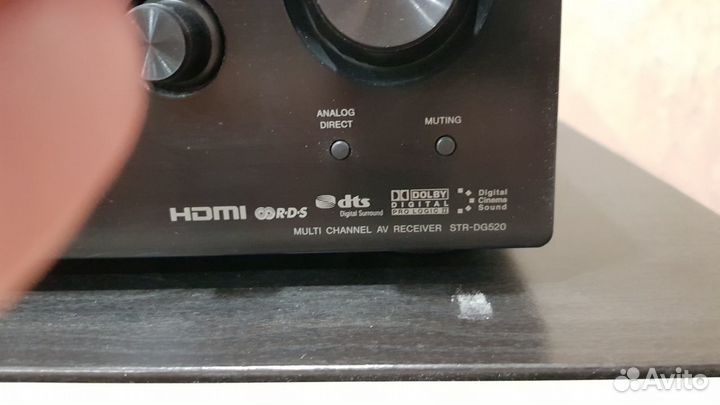 ANALOG
DIRECT
MUTING
HDMI
R·D·S
dts
Digital Surround
DOLBY
DIGITAL
PRO LOGIC II
Digital
Cinema
Sound
MULTI CHANNEL AV RECEIVER STR-DG520
Avito